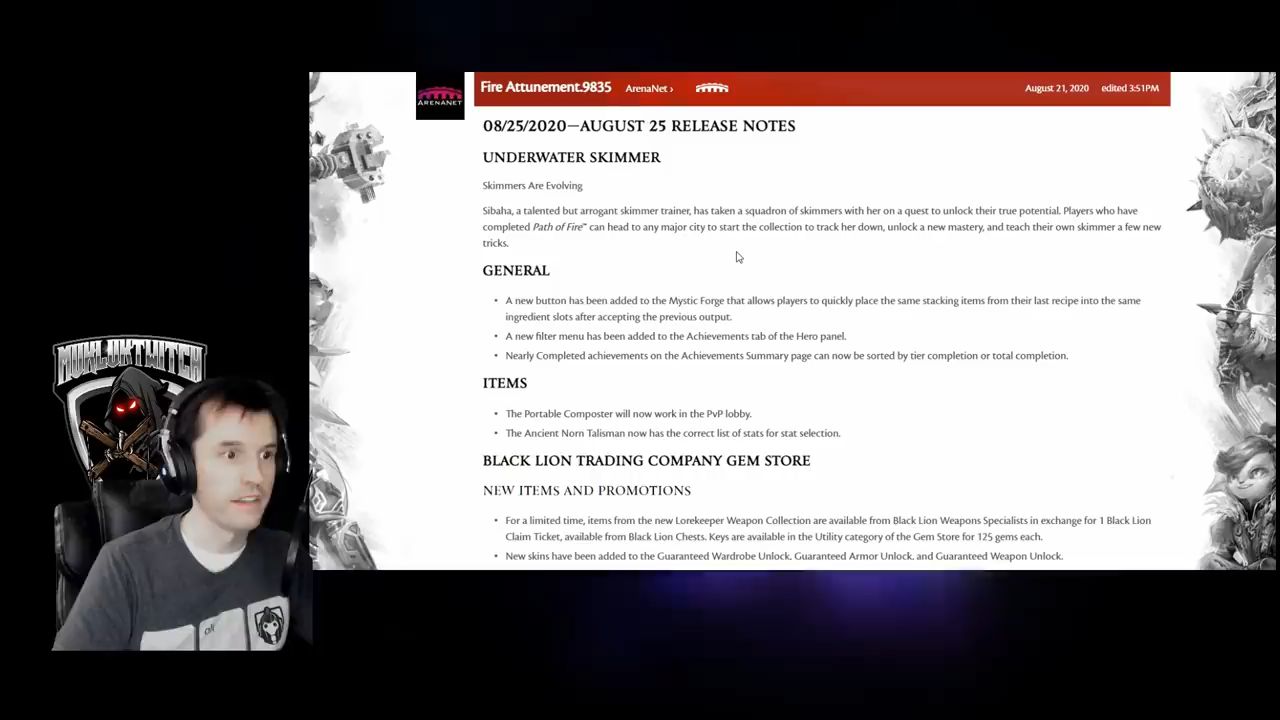 Fire Attunement.9835 ArenaNet › August 21, 2020 edited 3:51PM
ARENANET
08/25/2020—AUGUST 25 RELEASE NOTES
UNDERWATER SKIMMER
Skimmers Are Evolving
Sibaha, a talented but arrogant skimmer trainer, has taken a squadron of skimmers with her on a quest to unlock their true potential. Players who have
completed Path of Fire™ can head to any major city to start the collection to track her down, unlock a new mastery, and teach their own skimmer a few new
tricks.
GENERAL
• A new button has been added to the Mystic Forge that allows players to quickly place the same stacking items from their last recipe into the same
ingredient slots after accepting the previous output.
• A new filter menu has been added to the Achievements tab of the Hero panel.
• Nearly Completed achievements on the Achievements Summary page can now be sorted by tier completion or total completion.
ITEMS
• The Portable Composter will now work in the PvP lobby.
• The Ancient Norn Talisman now has the correct list of stats for stat selection.
BLACK LION TRADING COMPANY GEM STORE
NEW ITEMS AND PROMOTIONS
• For a limited time, items from the new Lorekeeper Weapon Collection are available from Black Lion Weapons Specialists in exchange for 1 Black Lion
Claim Ticket, available from Black Lion Chests. Keys are available in the Utility category of the Gem Store for 125 gems each.
• New skins have been added to the Guaranteed Wardrobe Unlock, Guaranteed Armor Unlock, and Guaranteed Weapon Unlock.
MUKLUKTWITCH